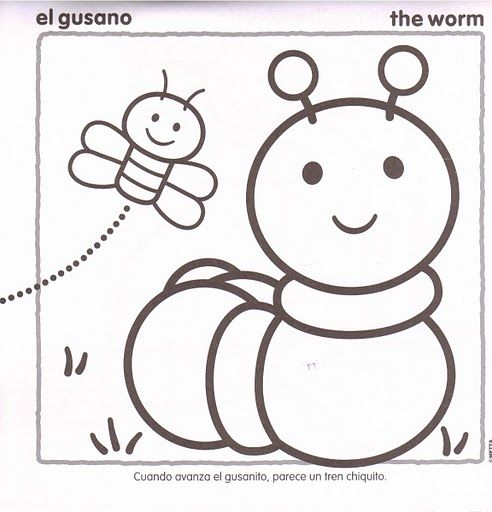 el gusano
the worm
Cuando avanza el gusanito, parece un tren chiquito.